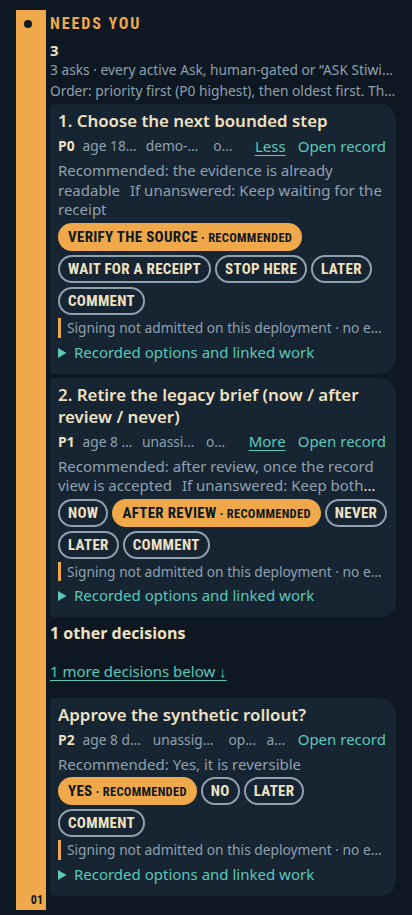 NEEDS YOU
3
3 asks · every active Ask, human-gated or “ASK Stiwi...
Order: priority first (P0 highest), then oldest first. Th...
1. Choose the next bounded step
P0 age 18... demo-... o... Less Open record
Recommended: the evidence is already
readable If unanswered: Keep waiting for the
receipt
VERIFY THE SOURCE · RECOMMENDED
WAIT FOR A RECEIPT STOP HERE LATER
COMMENT
Signing not admitted on this deployment · no e...
▶ Recorded options and linked work
2. Retire the legacy brief (now / after
review / never)
P1 age 8 ... unassi... o... More Open record
Recommended: after review, once the record
view is accepted If unanswered: Keep both...
NOW AFTER REVIEW · RECOMMENDED NEVER
LATER COMMENT
Signing not admitted on this deployment · no e...
▶ Recorded options and linked work
1 other decisions
1 more decisions below ↓
Approve the synthetic rollout?
P2 age 8 d... unassig... op... a... Open record
Recommended: Yes, it is reversible
YES · RECOMMENDED NO LATER
COMMENT
Signing not admitted on this deployment · no e...
▶ Recorded options and linked work
01